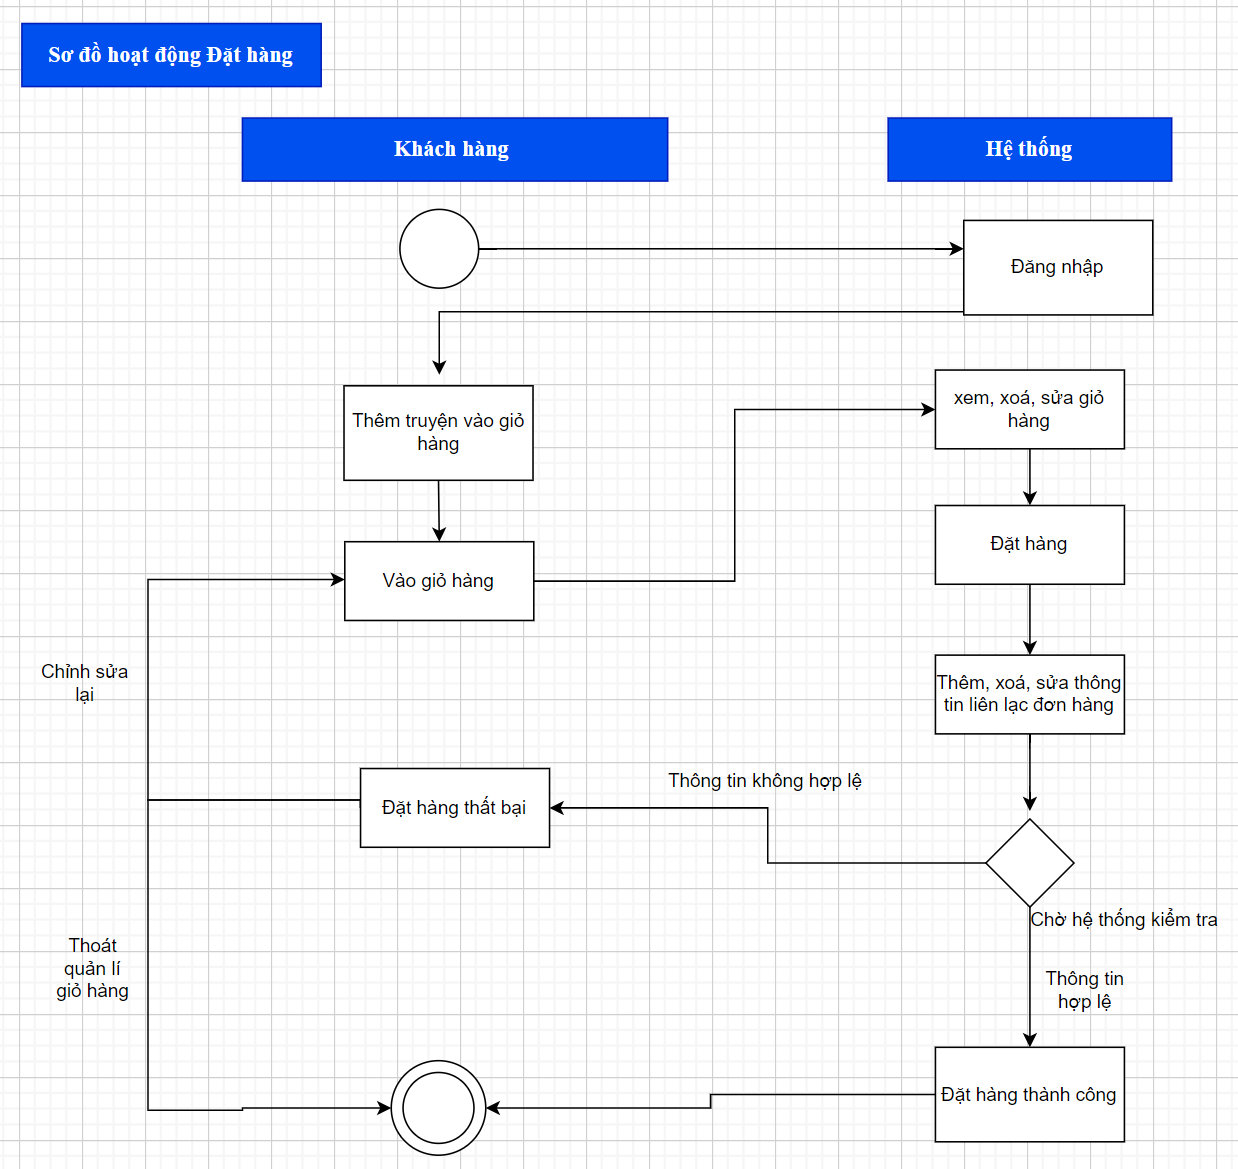 Sơ đồ hoạt động Đặt hàng
Khách hàng
Hệ thống
Đăng nhập
Thêm truyện vào giỏ
hàng
xem, xoá, sửa giỏ
hàng
Đặt hàng
Vào giỏ hàng
Chỉnh sửa
lại
Thêm, xoá, sửa thông
tin liên lạc đơn hàng
Thông tin không hợp lệ
Đặt hàng thất bại
Chờ hệ thống kiểm tra
Thoát
quản lí
giỏ hàng
Thông tin
hợp lệ
Đặt hàng thành công